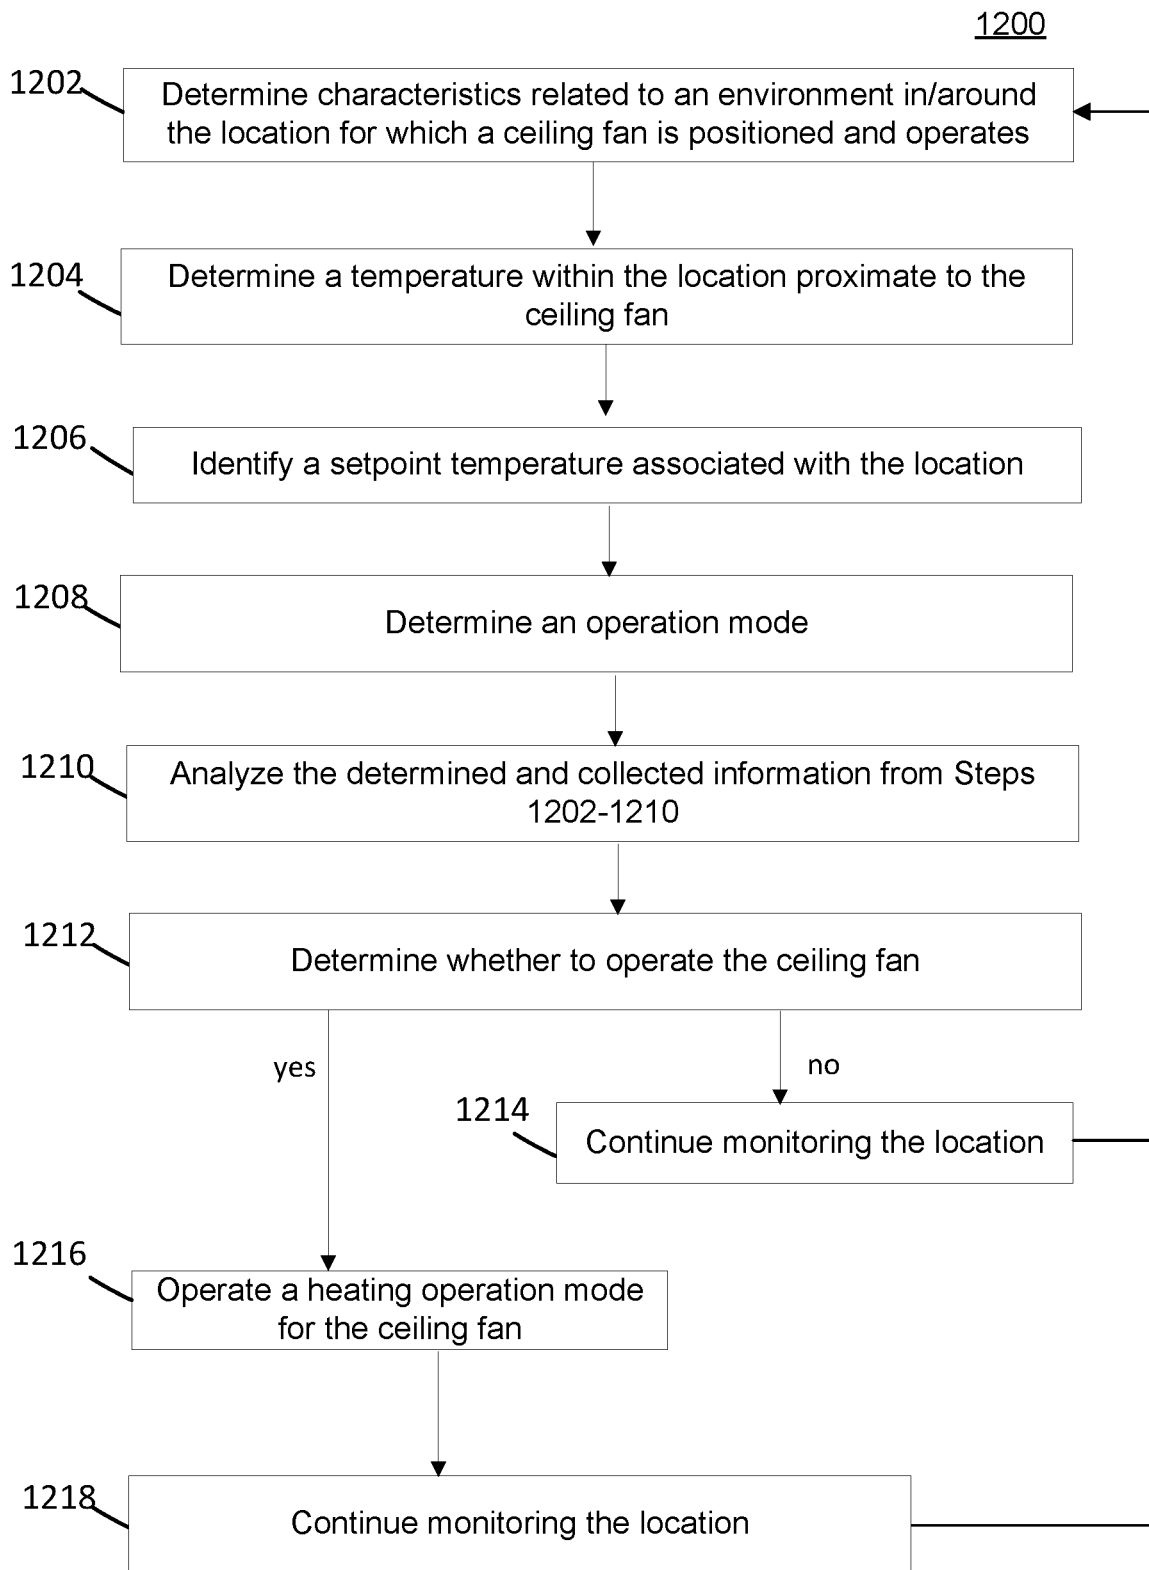 1200
1202
Determine characteristics related to an environment in/around
the location for which a ceiling fan is positioned and operates
1204
Determine a temperature within the location proximate to the
ceiling fan
1206
Identify a setpoint temperature associated with the location
1208
Determine an operation mode
1210
Analyze the determined and collected information from Steps
1202-1210
1212
Determine whether to operate the ceiling fan
yes
no
1214
Continue monitoring the location
1216
Operate a heating operation mode
for the ceiling fan
1218
Continue monitoring the location